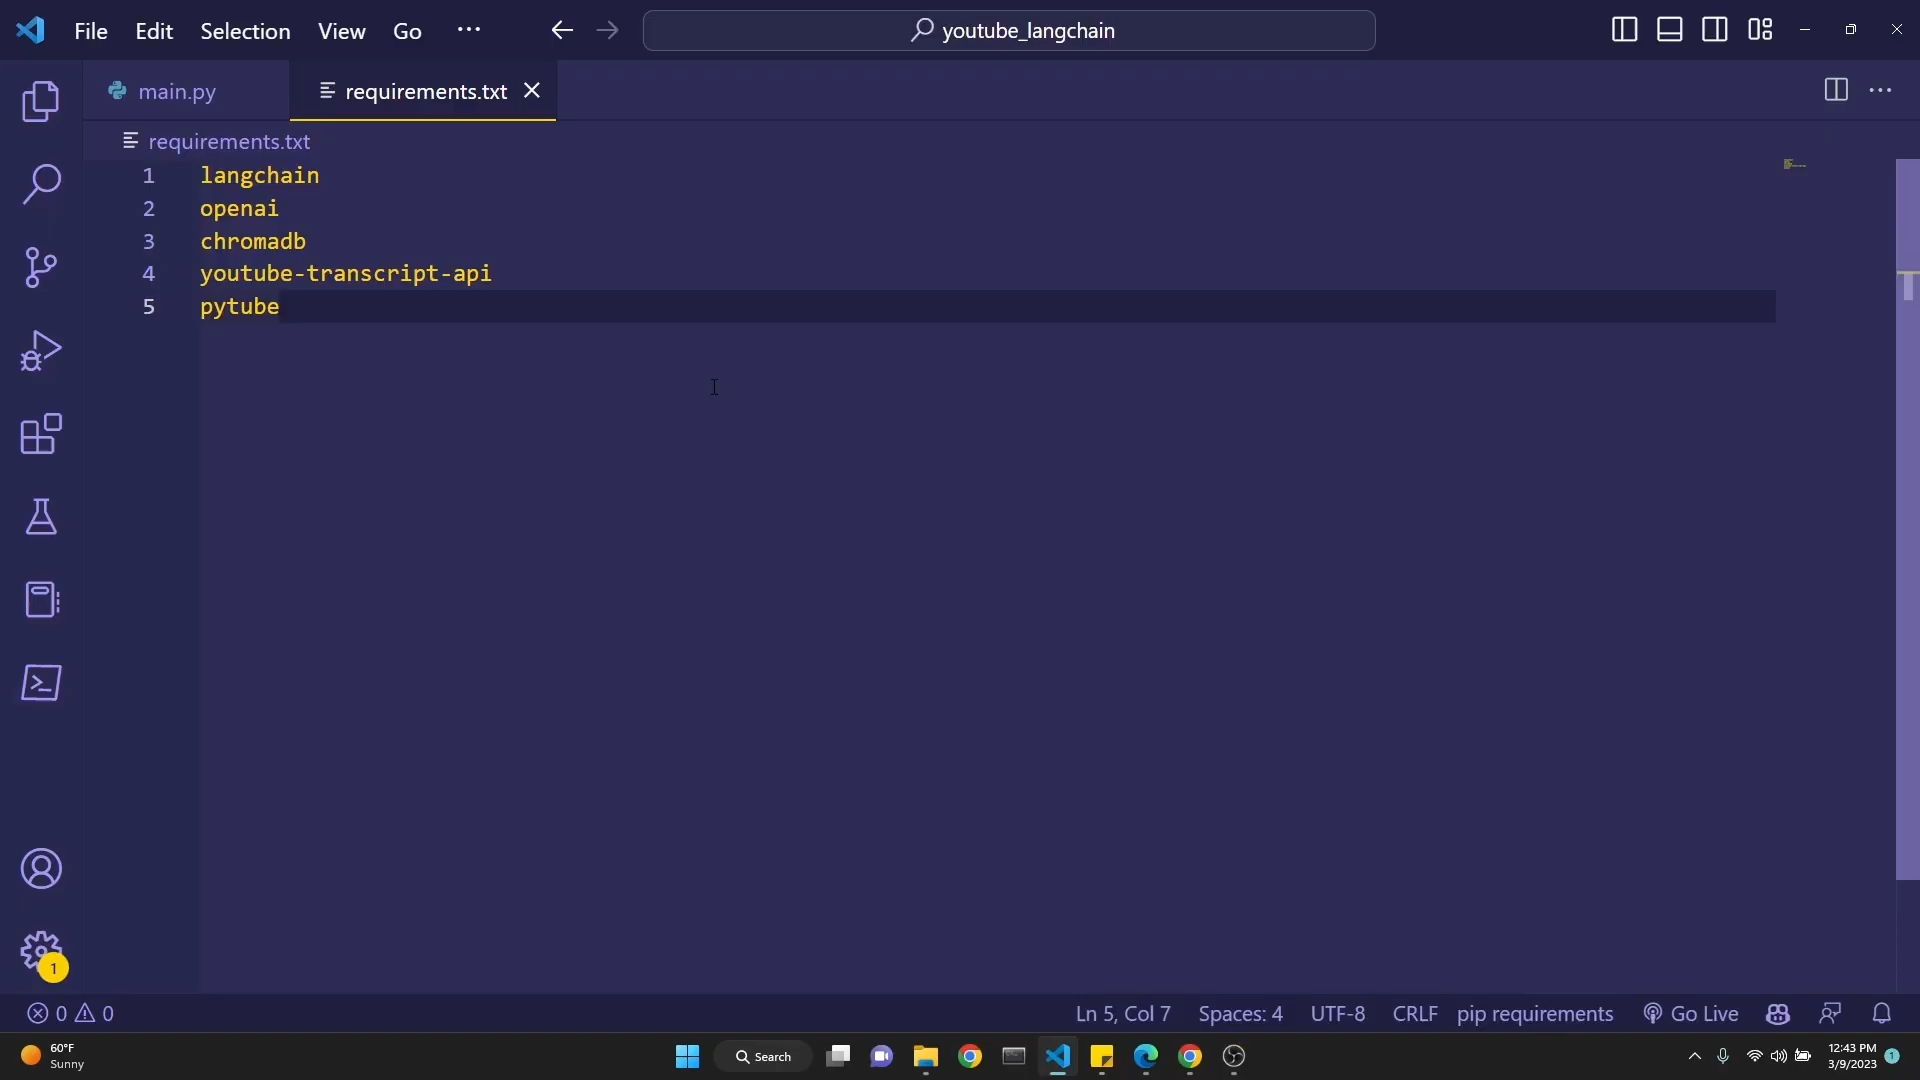 File Edit Selection View Go ···
youtube_langchain
main.py
requirements.txt
requirements.txt
1 langchain
2 openai
3 chromadb
4 youtube-transcript-api
5 pytube
1
0 0
Ln 5, Col 7 Spaces: 4 UTF-8 CRLF pip requirements Go Live
60°F
Sunny
Search
12:43 PM
3/9/2023
1